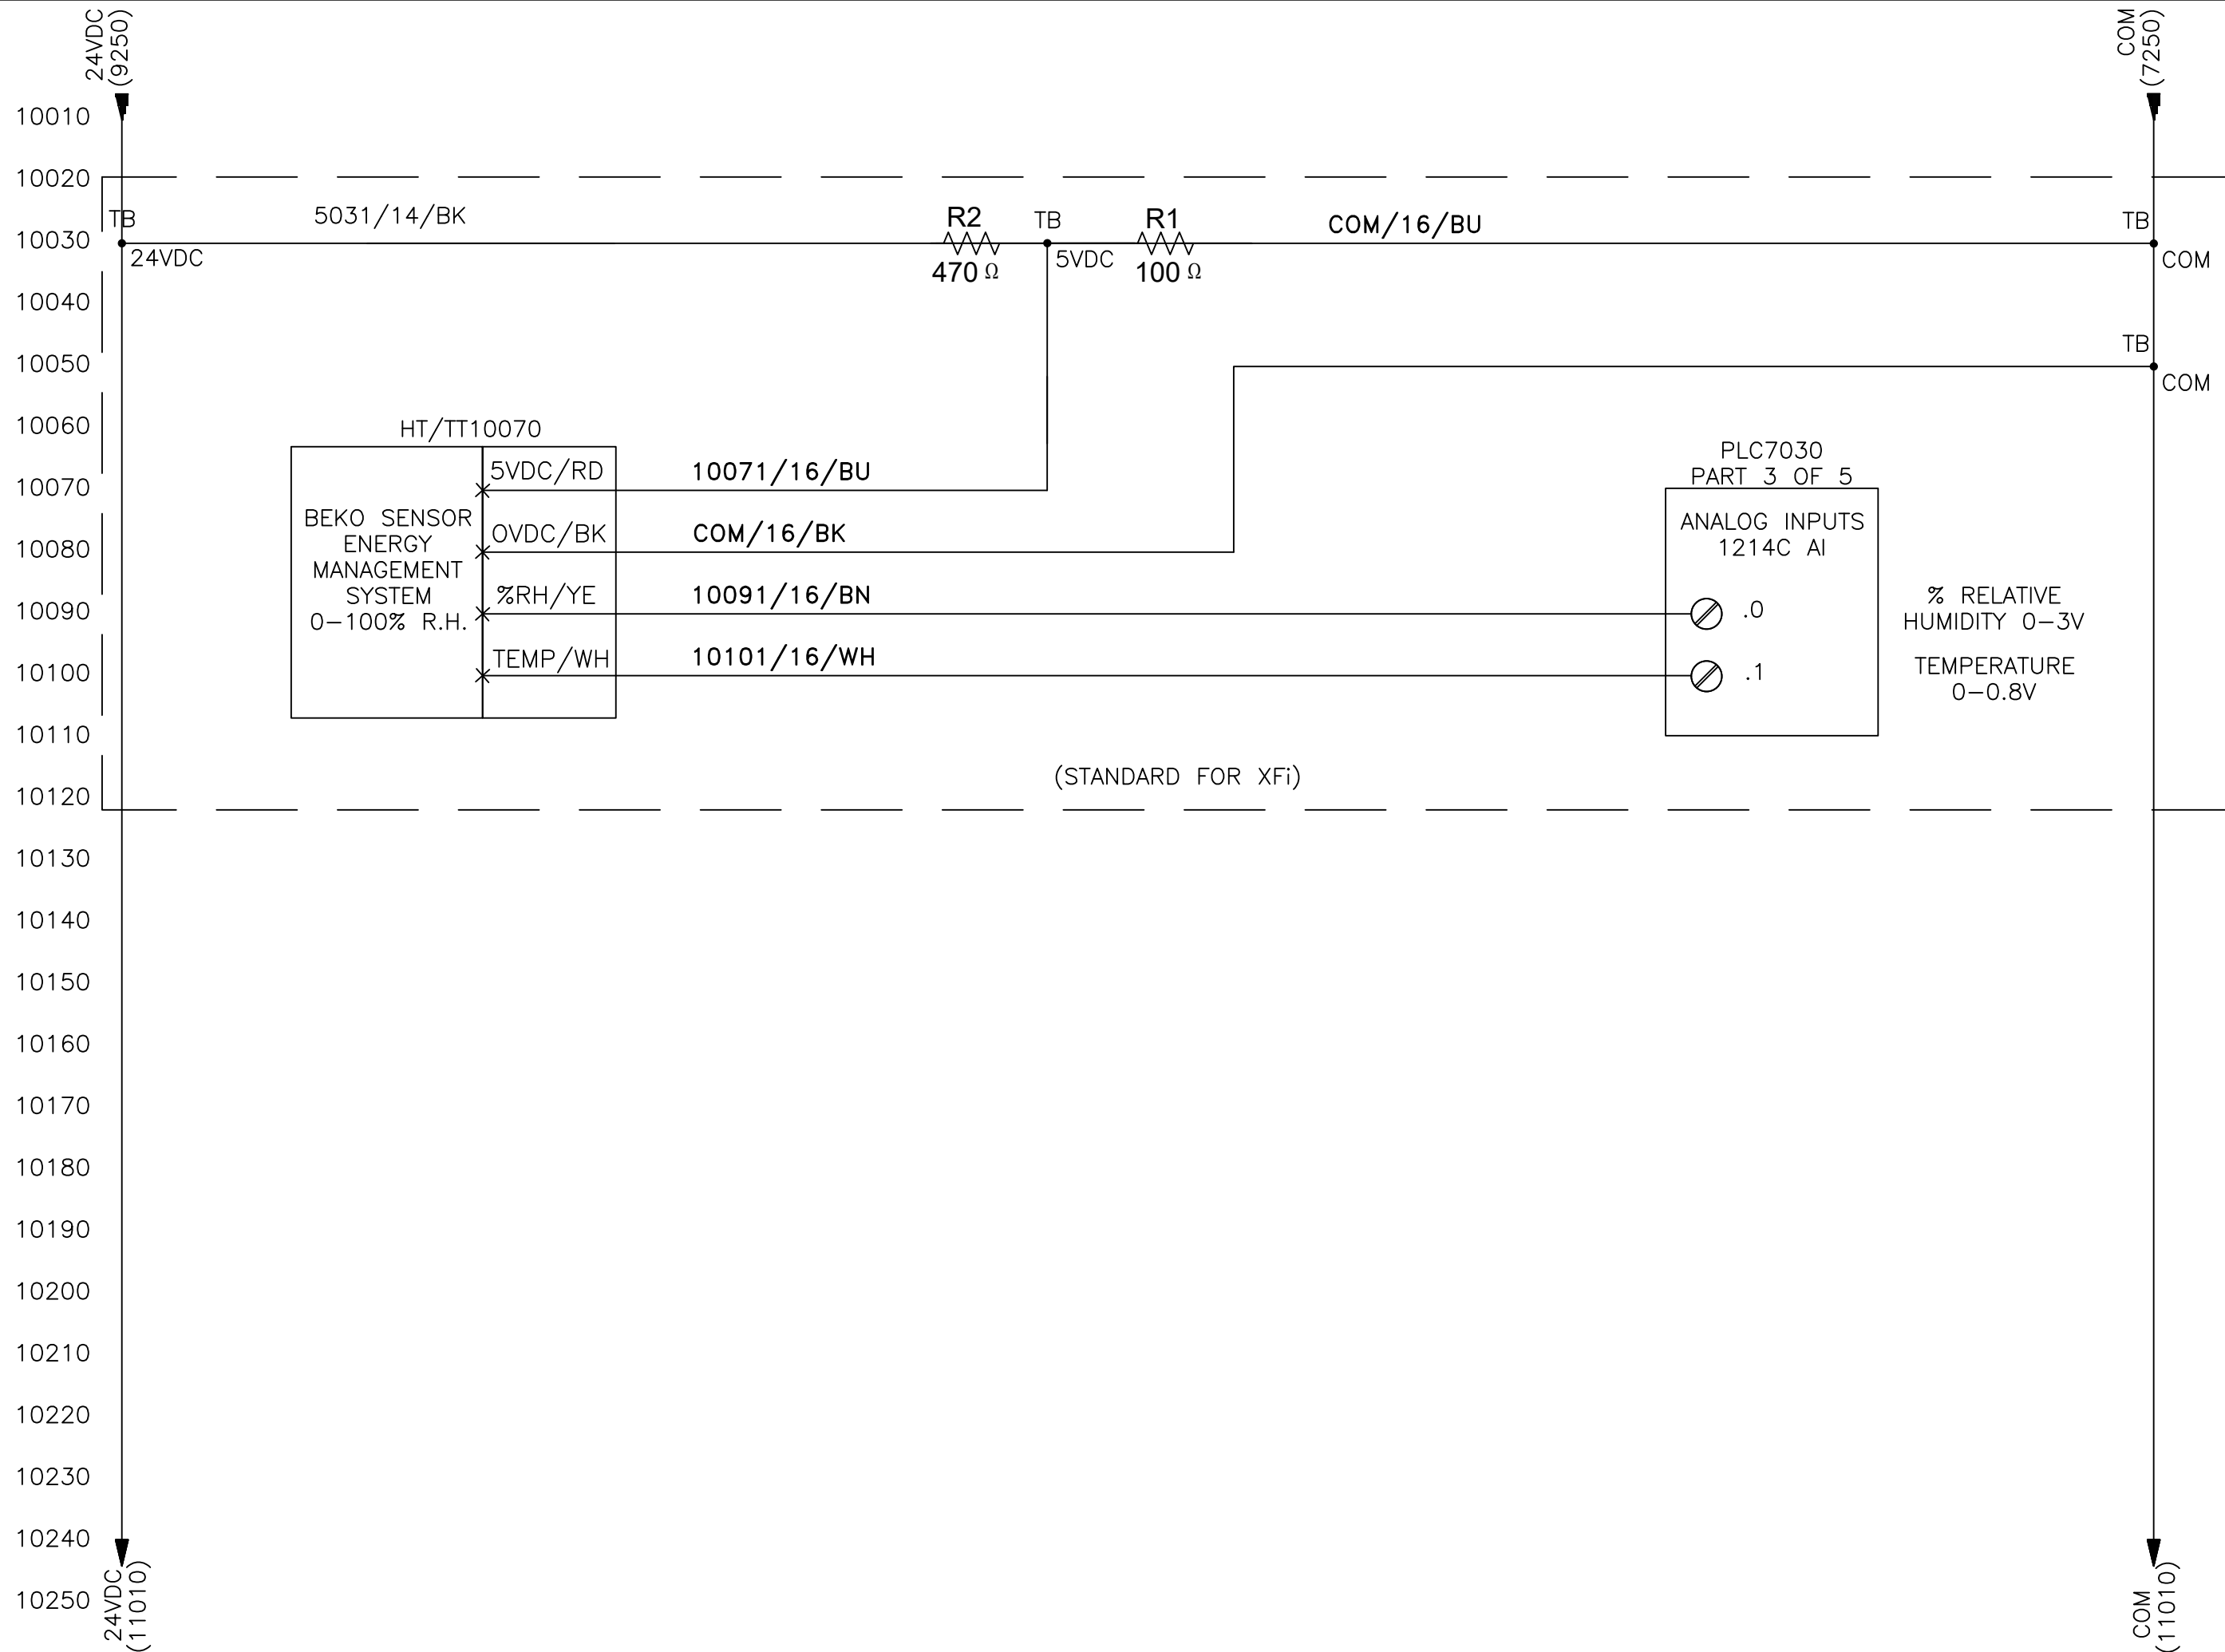 24VDC
(9250)
COM
(7250)
10010
10020
TB
5031/14/BK
R2
TB
R1
COM/16/BU
TB
10030
24VDC
470 Ω
5VDC
100 Ω
COM
10040
TB
10050
COM
10060
HT/TT10070
PLC7030
PART 3 OF 5
5VDC/RD
10071/16/BU
10070
BEKO SENSOR
ENERGY
MANAGEMENT
SYSTEM
0-100% R.H.
ANALOG INPUTS
1214C AI
0VDC/BK
COM/16/BK
10080
%RH/YE
10091/16/BN
10090
.0
% RELATIVE
HUMIDITY 0-3V
TEMP/WH
10101/16/WH
10100
.1
TEMPERATURE
0-0.8V
10110
(STANDARD FOR XFi)
10120
10130
10140
10150
10160
10170
10180
10190
10200
10210
10220
10230
10240
10250
24VDC
(11010)
COM
(11010)